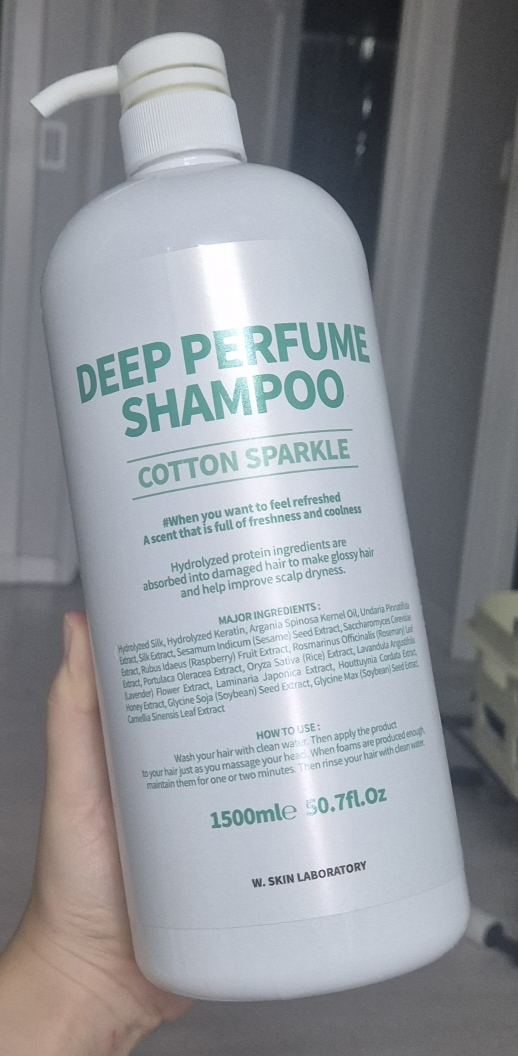 DEEP PERFUME
SHAMPOO
COTTON SPARKLE
#When you want to feel refreshed
A scent that is full of freshness and coolness
Hydrolyzed protein ingredients are
absorbed into damaged hair to make glossy hair
and help improve scalp dryness.
MAJOR INGREDIENTS :
Hydrolyzed Silk, Hydrolyzed Keratin, Argania Spinosa Kernel Oil, Undaria Pinnatifida
Extract, Silk Extract, Sesamum Indicum (Sesame) Seed Extract, Saccharomyces Cerevisiae
Extract, Rubus Idaeus (Raspberry) Fruit Extract, Rosmarinus Officinalis (Rosemary) Leaf
Extract, Portulaca Oleracea Extract, Oryza Sativa (Rice) Extract, Lavandula Angustifolia
(Lavender) Flower Extract, Laminaria Japonica Extract, Houttuynia Cordata Extract,
Honey Extract, Glycine Soja (Soybean) Seed Extract, Glycine Max (Soybean) Seed Extract,
Camellia Sinensis Leaf Extract
HOW TO USE :
Wash your hair with clean water. Then apply the product
to your hair just as you massage your head. When foams are produced enough,
maintain them for one or two minutes. Then rinse your hair with clean water.
1500ml℮ 50.7fl.Oz
W. SKIN LABORATORY